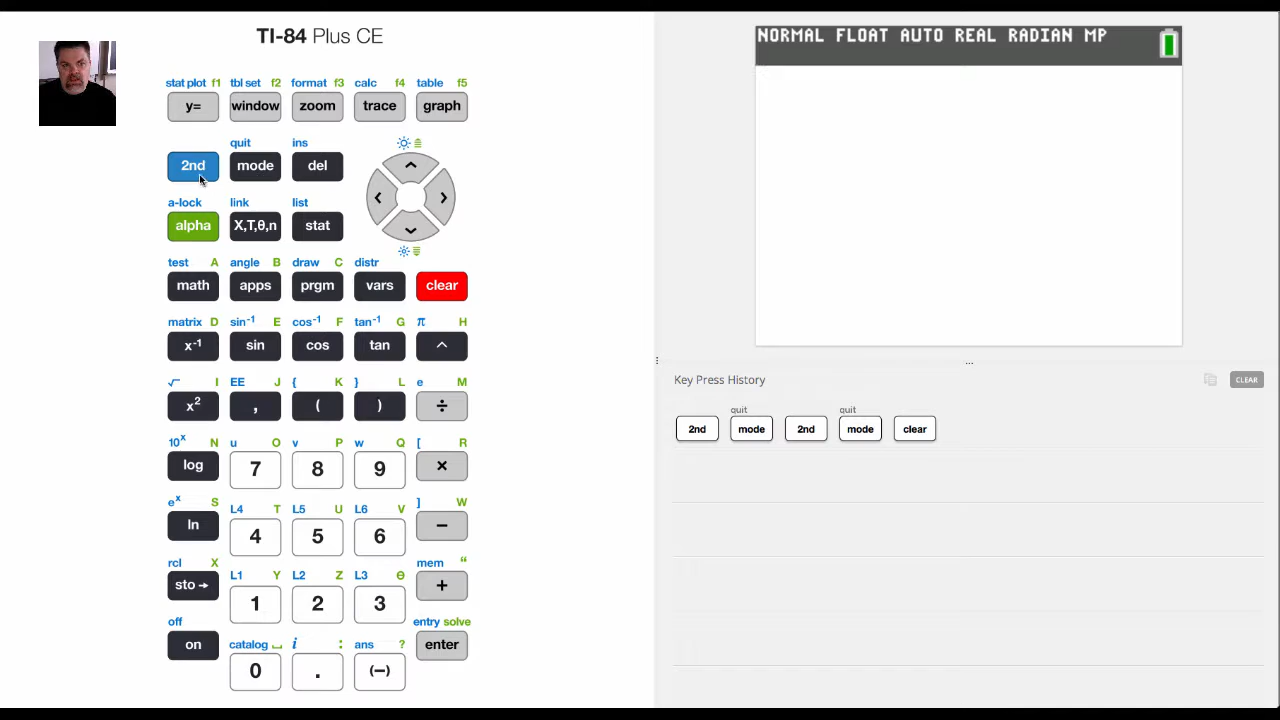 TI-84 Plus CE
stat plot f1 tbl set f2 format f3 calc f4 table f5
y= window zoom trace graph
quit ins
2nd mode del
a-lock link list
alpha X,T,θ,n stat
test A angle B draw C distr
math apps prgm vars clear
matrix D sin-1 E cos-1 F tan-1 G π H
x-1 sin cos tan ^
√ I EE J { K } L e M
x2 , ( ) ÷
10x N u O v P w Q [ R
log 7 8 9 ×
ex S L4 T L5 U L6 V ] W
ln 4 5 6 −
rcl X L1 Y L2 Z L3 θ mem “
sto → 1 2 3 +
off catalog ⎵ i : ans ? entry solve
on 0 . (−) enter
NORMAL FLOAT AUTO REAL RADIAN MP
Key Press History CLEAR
quit quit
2nd mode 2nd mode clear